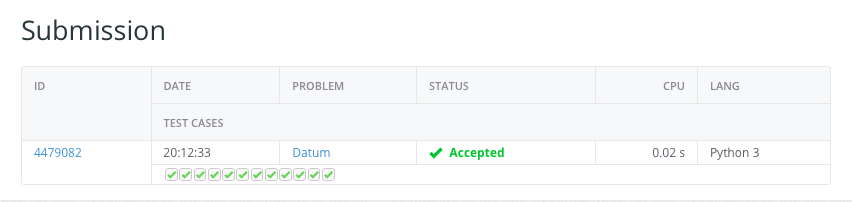 Submission
ID DATE PROBLEM STATUS CPU LANG
TEST CASES
4479082 20:12:33 Datum Accepted 0.02 s Python 3